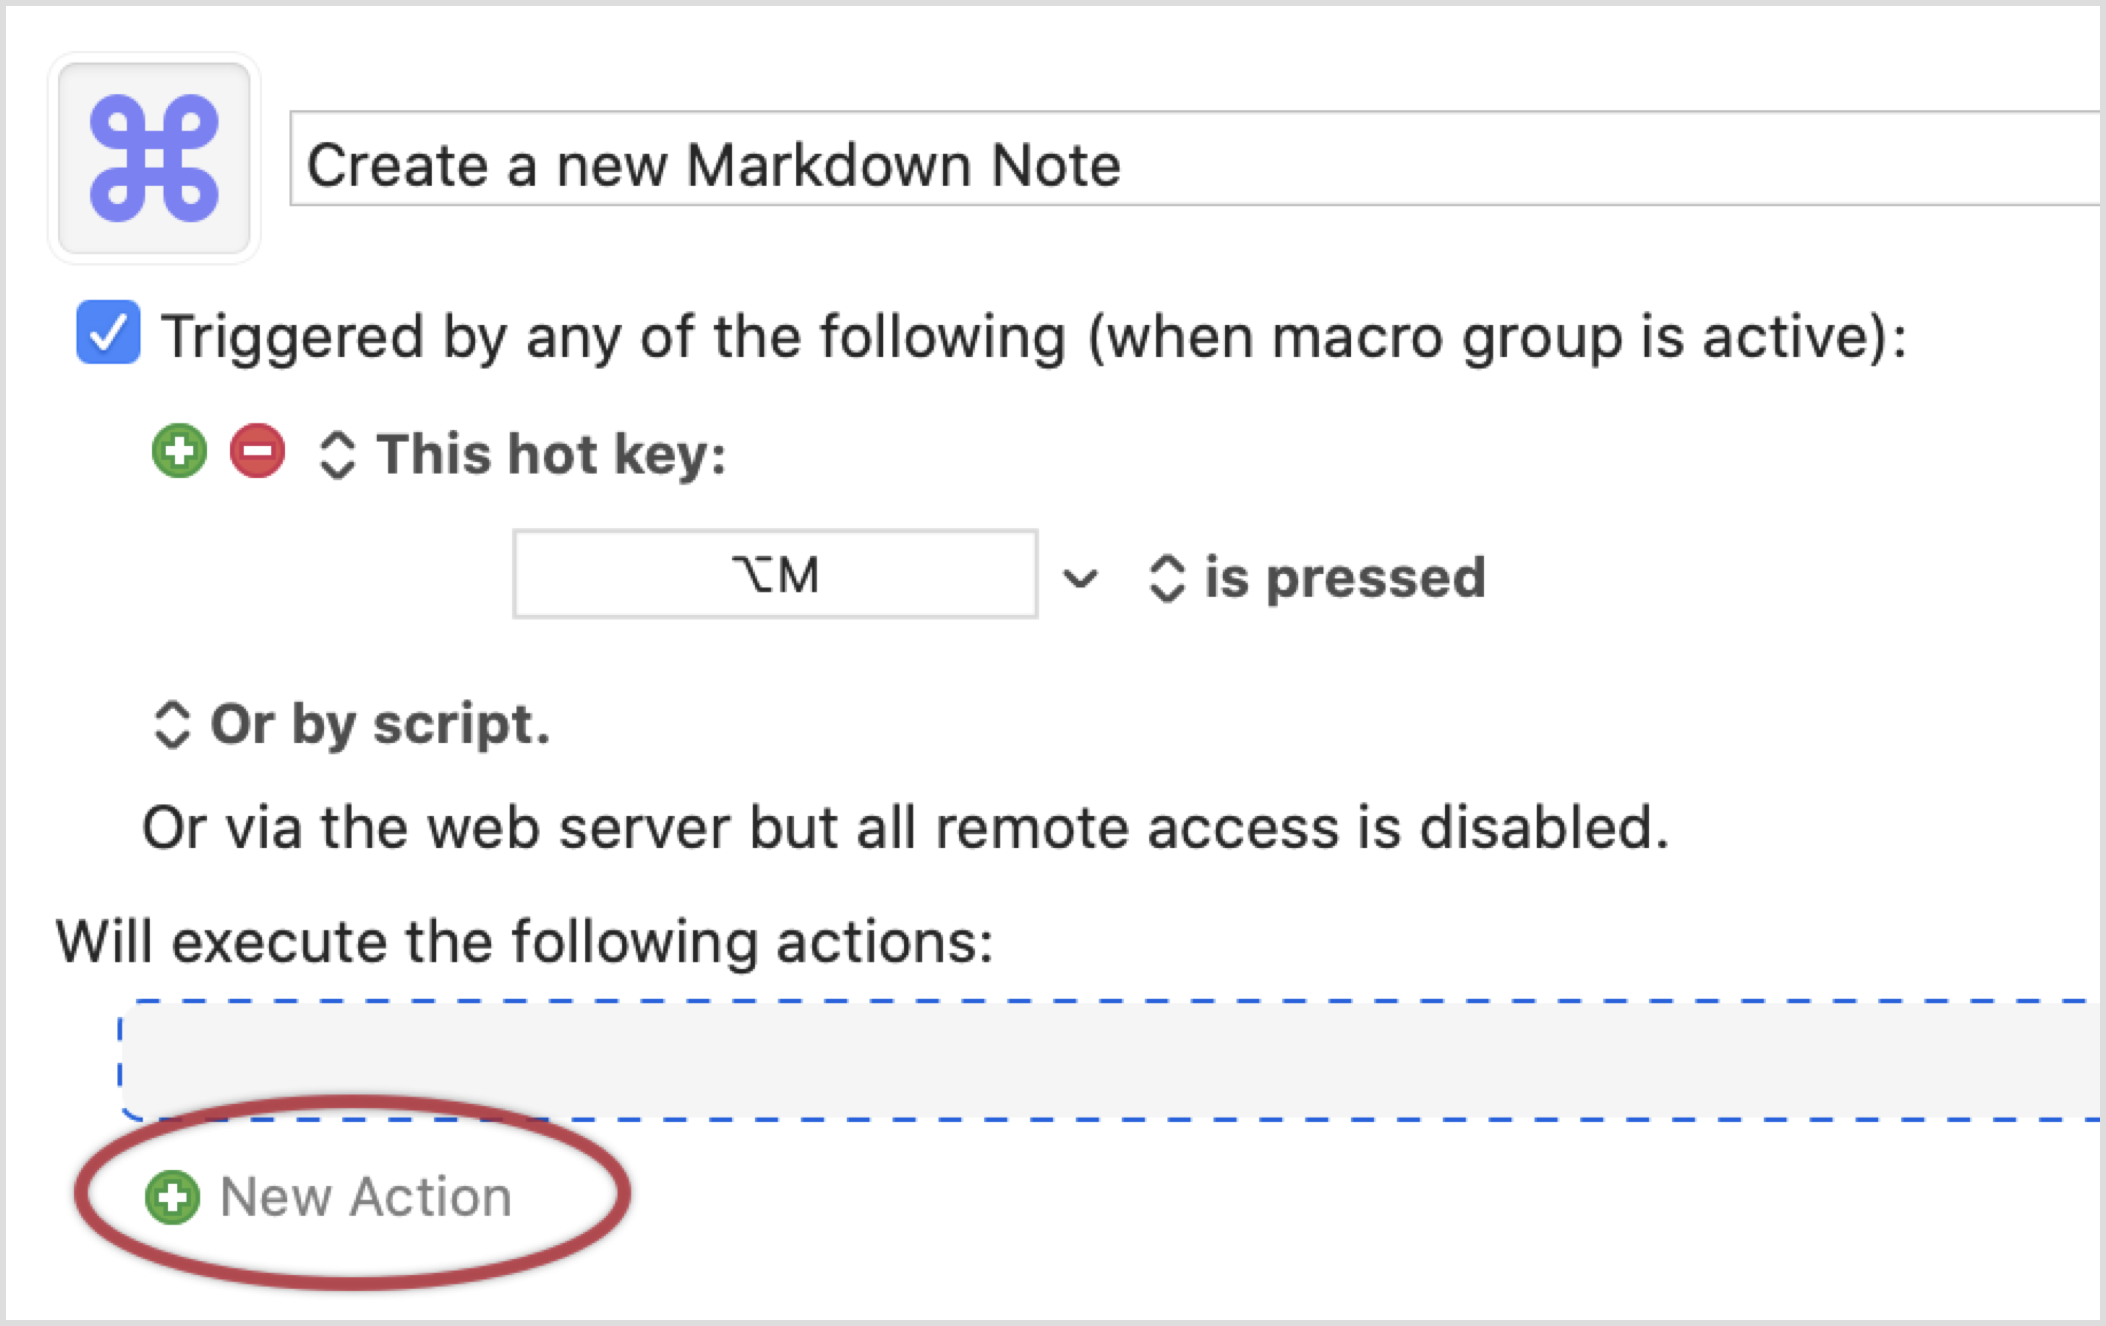 Create a new Markdown Note
Triggered by any of the following (when macro group is active):
This hot key:
⌥M
is pressed
Or by script.
Or via the web server but all remote access is disabled.
Will execute the following actions:
New Action